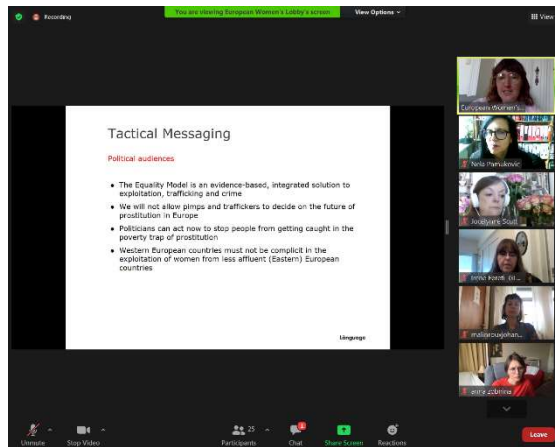 Recording
You are viewing European Women's Lobby's screen
View Options
View
Tactical Messaging
Political audiences
• The Equality Model is an evidence-based, integrated solution to
exploitation, trafficking and crime
• We will not allow pimps and traffickers to decide on the future of
prostitution in Europe
• Politicians can act now to stop people from getting caught in the
poverty trap of prostitution
• Western European countries must not be complicit in the
exploitation of women from less affluent (Eastern) European
countries
European Women's...
Nela Pamukovic
Jocelynne Scutt
anna zobnina
Unmute
Stop Video
25
Participants
Chat
Share Screen
Reactions
Leave